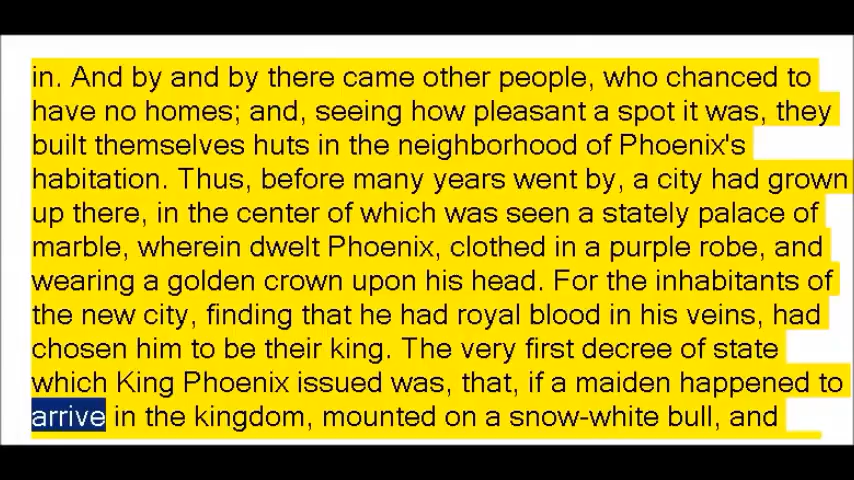 in. And by and by there came other people, who chanced to
have no homes; and, seeing how pleasant a spot it was, they
built themselves huts in the neighborhood of Phoenix's
habitation. Thus, before many years went by, a city had grown
up there, in the center of which was seen a stately palace of
marble, wherein dwelt Phoenix, clothed in a purple robe, and
wearing a golden crown upon his head. For the inhabitants of
the new city, finding that he had royal blood in his veins, had
chosen him to be their king. The very first decree of state
which King Phoenix issued was, that, if a maiden happened to
arrive in the kingdom, mounted on a snow-white bull, and